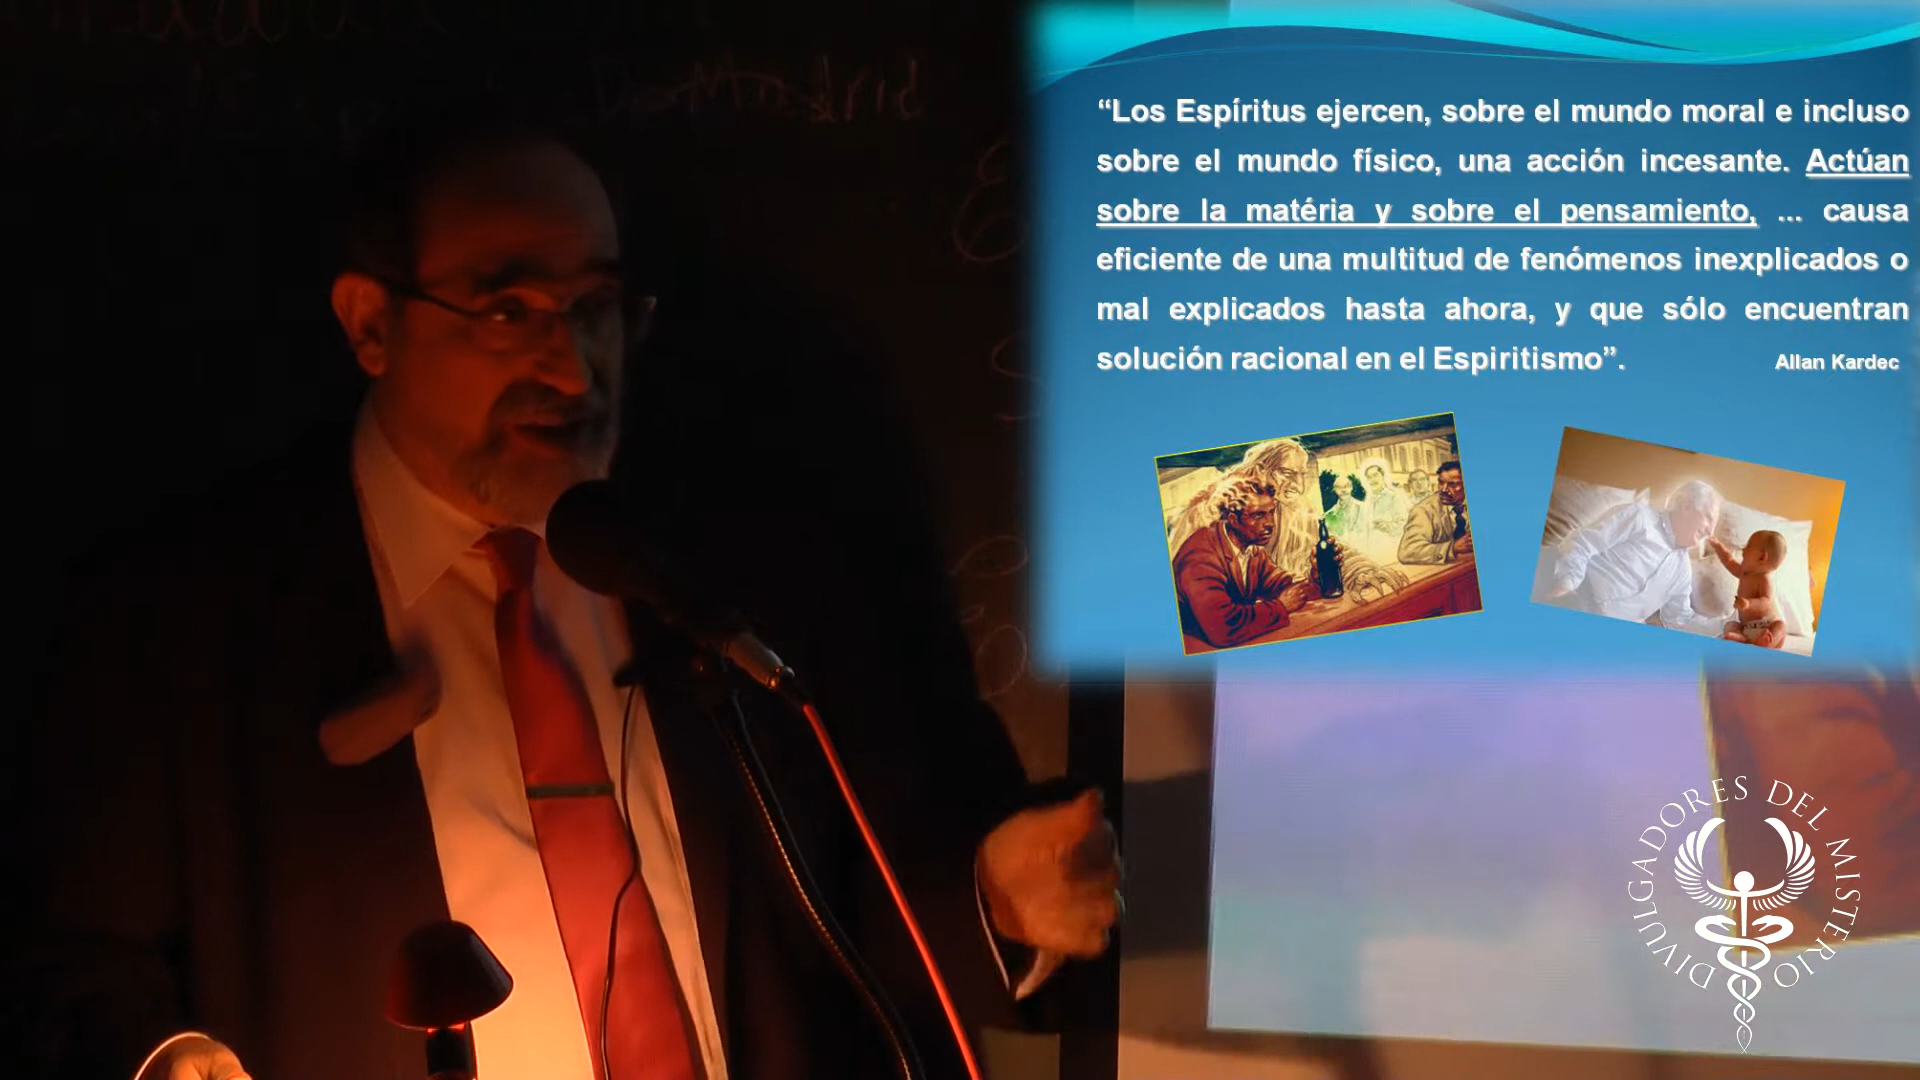 “Los Espíritus ejercen, sobre el mundo moral e incluso
sobre el mundo físico, una acción incesante. Actúan
sobre la matéria y sobre el pensamiento, ... causa
eficiente de una multitud de fenómenos inexplicados o
mal explicados hasta ahora, y que sólo encuentran
solución racional en el Espiritismo”.
Allan Kardec
DIVULGADORES DEL MISTERIO